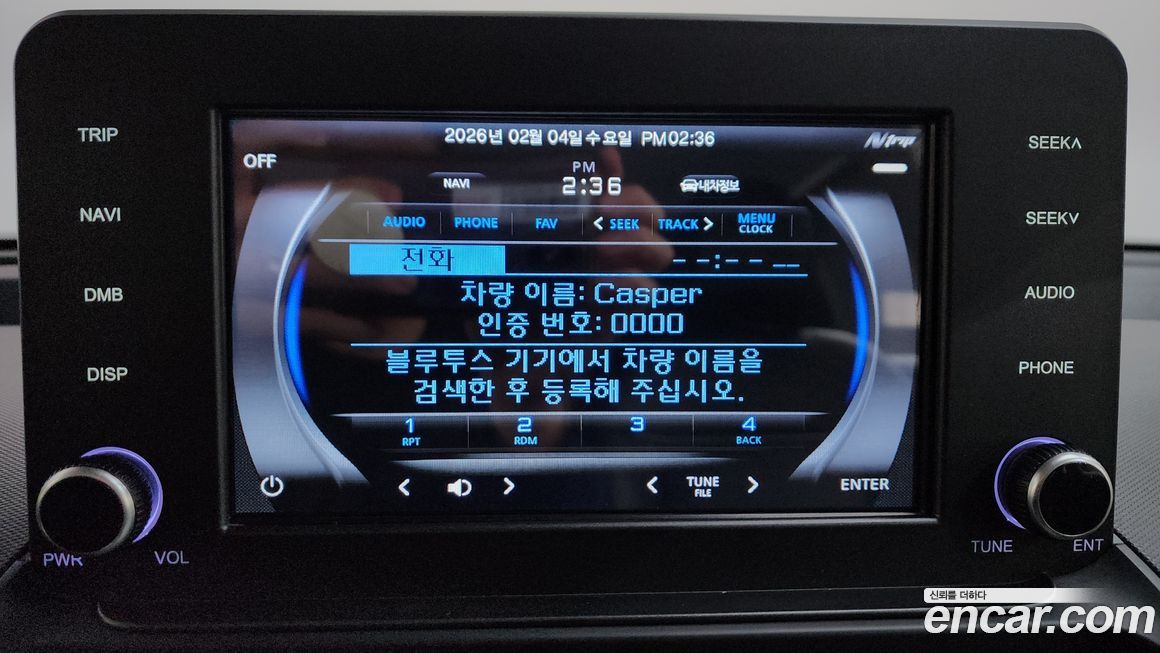 2026년 02월 04일 수요일 PM 02:36
Ntrip
OFF
NAVI
PM
2:36
내차정보
AUDIO PHONE FAV < SEEK TRACK > MENU
CLOCK
전화 --:-- __
차량 이름: Casper
인증 번호: 0000
블루투스 기기에서 차량 이름을
검색한 후 등록해 주십시오.
1 2 3 4
RPT RDM BACK
< > < TUNE > ENTER
FILE
TRIP
NAVI
DMB
DISP
PWR VOL
SEEK∧
SEEK∨
AUDIO
PHONE
TUNE ENT
신뢰를 더하다
encar.com